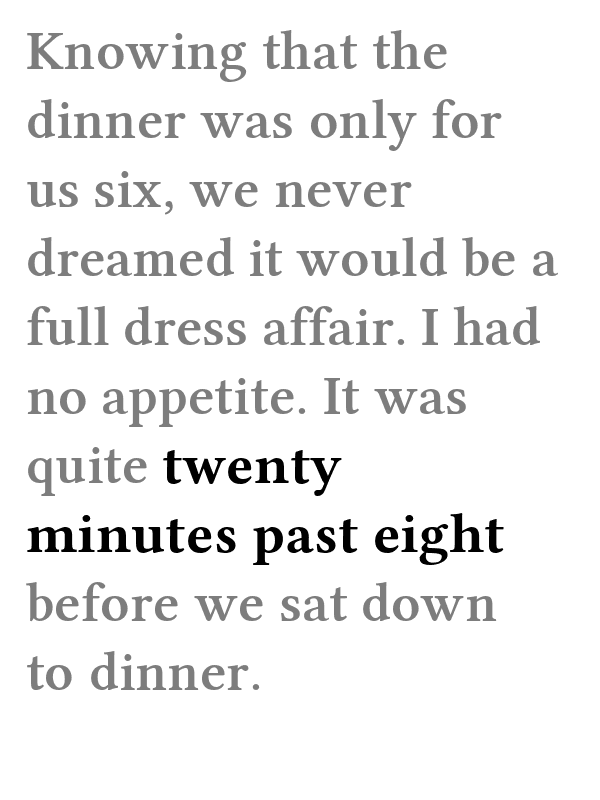 Knowing that the
dinner was only for
us six, we never
dreamed it would be a
full dress affair. I had
no appetite. It was
quite twenty
minutes past eight
before we sat down
to dinner.